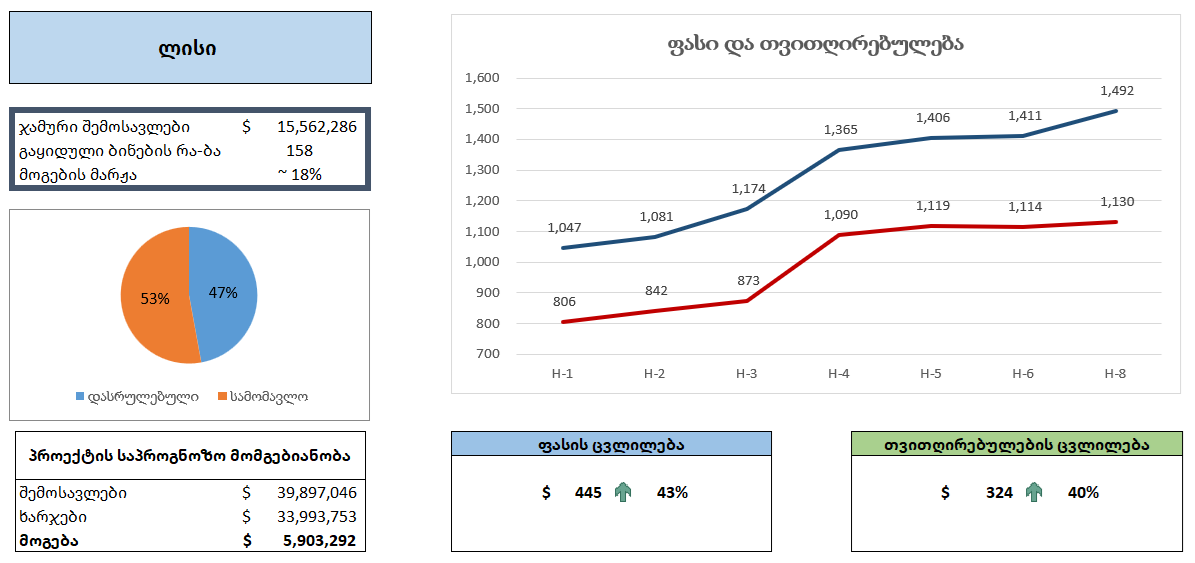 ლისი
ჯამური შემოსავლები $ 15,562,286
გაყიდული ბინების რა-ბა 158
მოგების მარჟა ~ 18%
53% 47%
დასრულებული სამომავლო
პროექტის საპროგნოზო მომგებიანობა
შემოსავლები $ 39,897,046
ხარჯები $ 33,993,753
მოგება $ 5,903,292
ფასი და თვითღირებულება
1,600
1,500
1,400
1,300
1,200
1,100
1,000
900
800
700
1,047 1,081 1,174 1,365 1,406 1,411 1,492
806 842 873 1,090 1,119 1,114 1,130
H-1 H-2 H-3 H-4 H-5 H-6 H-8
ფასის ცვლილება
$ 445 43%
თვითღირებულების ცვლილება
$ 324 40%